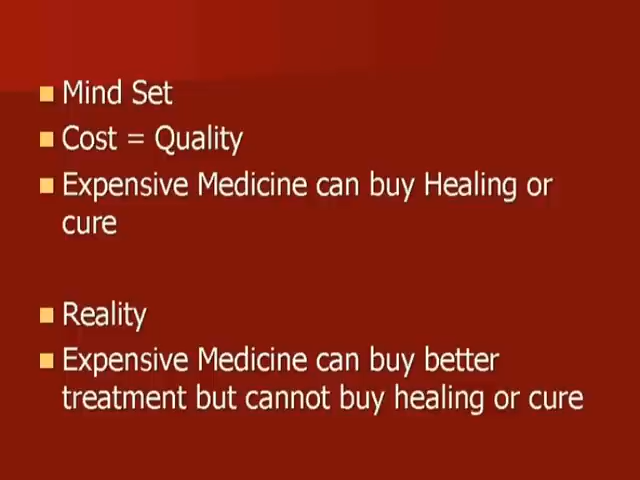 Mind Set
Cost = Quality
Expensive Medicine can buy Healing or
cure
Reality
Expensive Medicine can buy better
treatment but cannot buy healing or cure